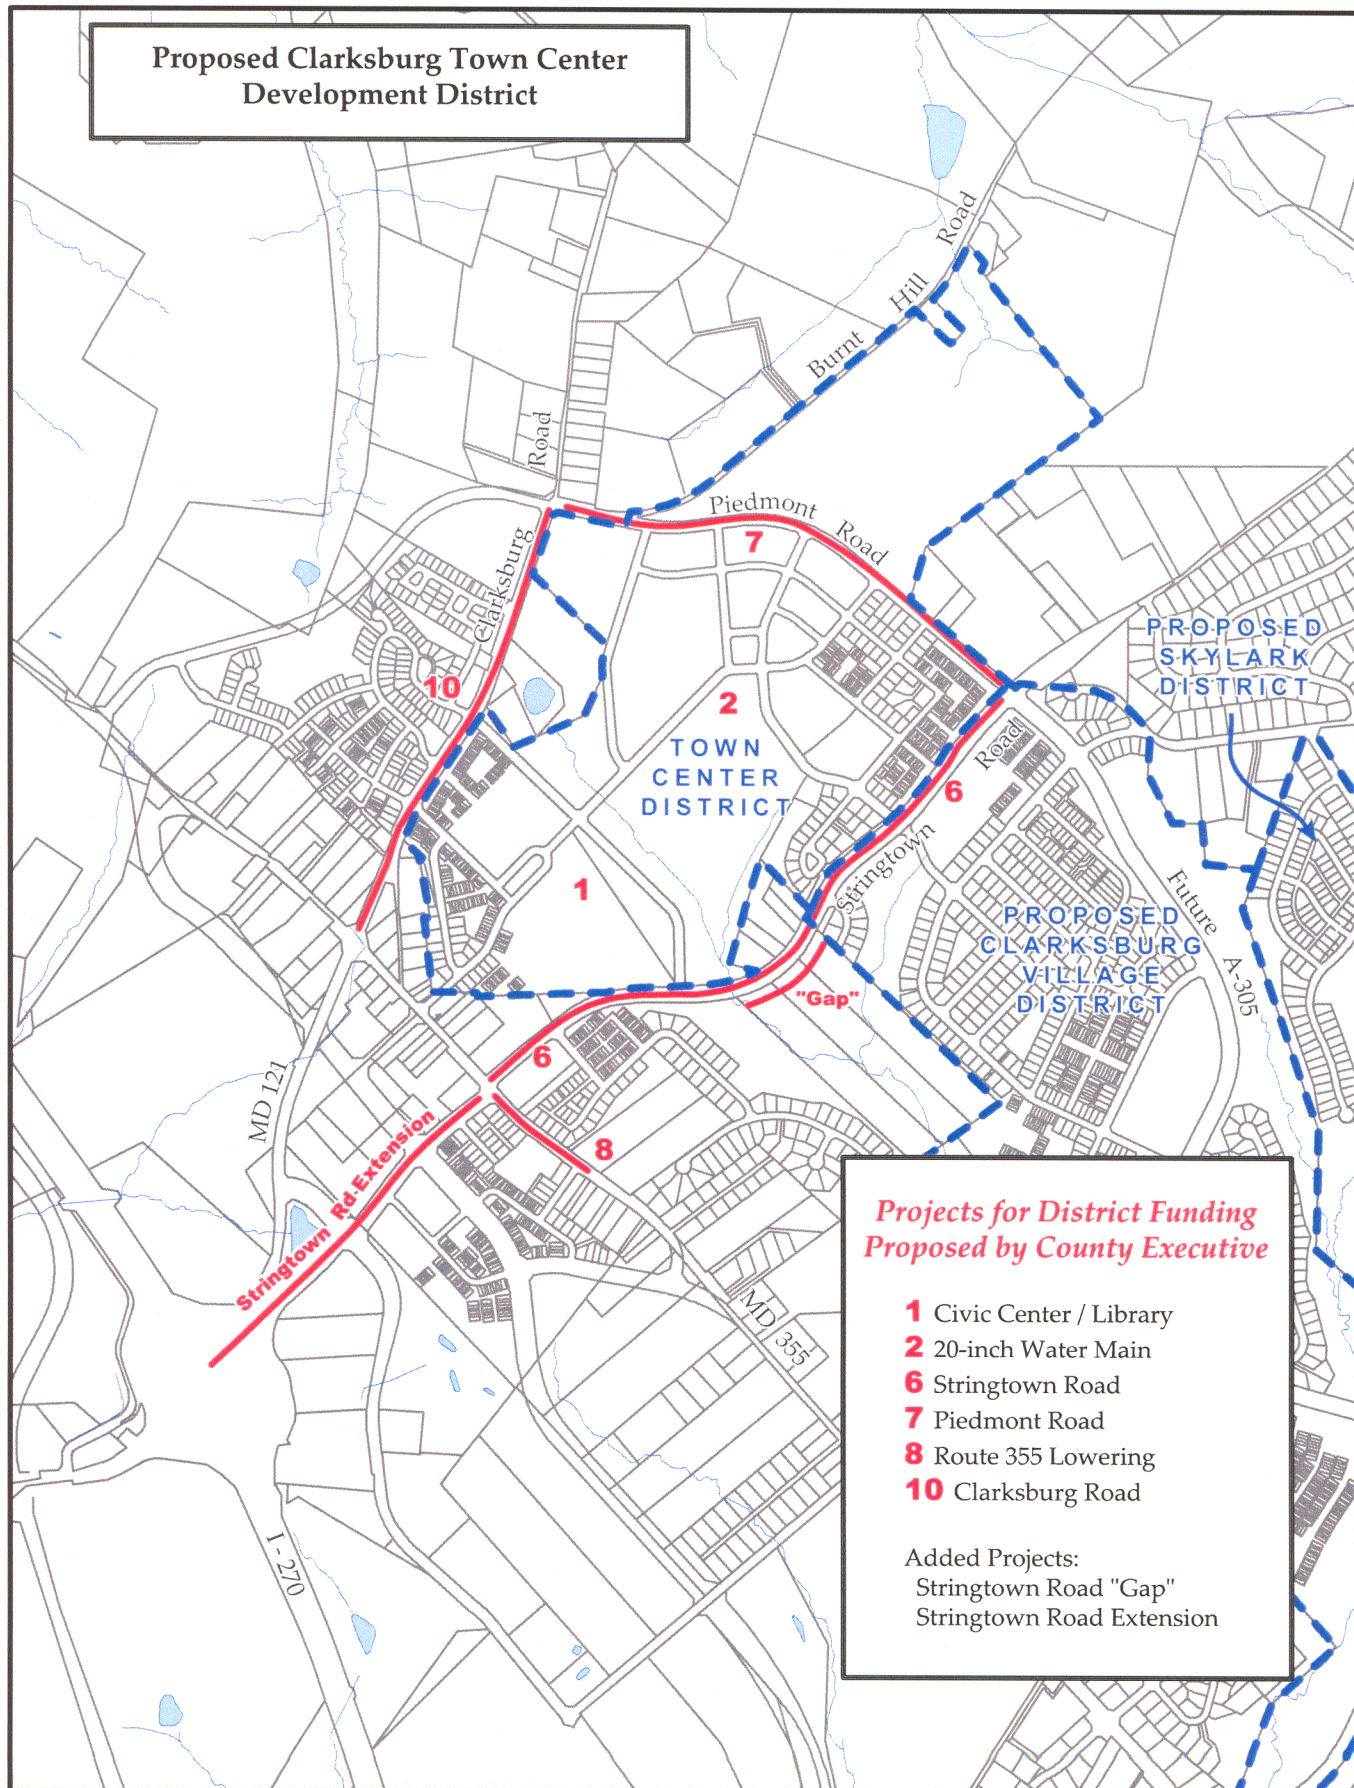 Proposed Clarksburg Town Center
Development District
Burnt Hill Road
Road
Clarksburg
Piedmont Road
7
10
2
TOWN
CENTER
DISTRICT
PROPOSED
SKYLARK
DISTRICT
Road
6
Stringtown
1
PROPOSED
CLARKSBURG
VILLAGE
DISTRICT
Future
A-305
"Gap"
6
MD 121
8
Stringtown Rd-Extension
MD 355
I - 270
Projects for District Funding
Proposed by County Executive
1 Civic Center / Library
2 20-inch Water Main
6 Stringtown Road
7 Piedmont Road
8 Route 355 Lowering
10 Clarksburg Road
Added Projects:
Stringtown Road "Gap"
Stringtown Road Extension